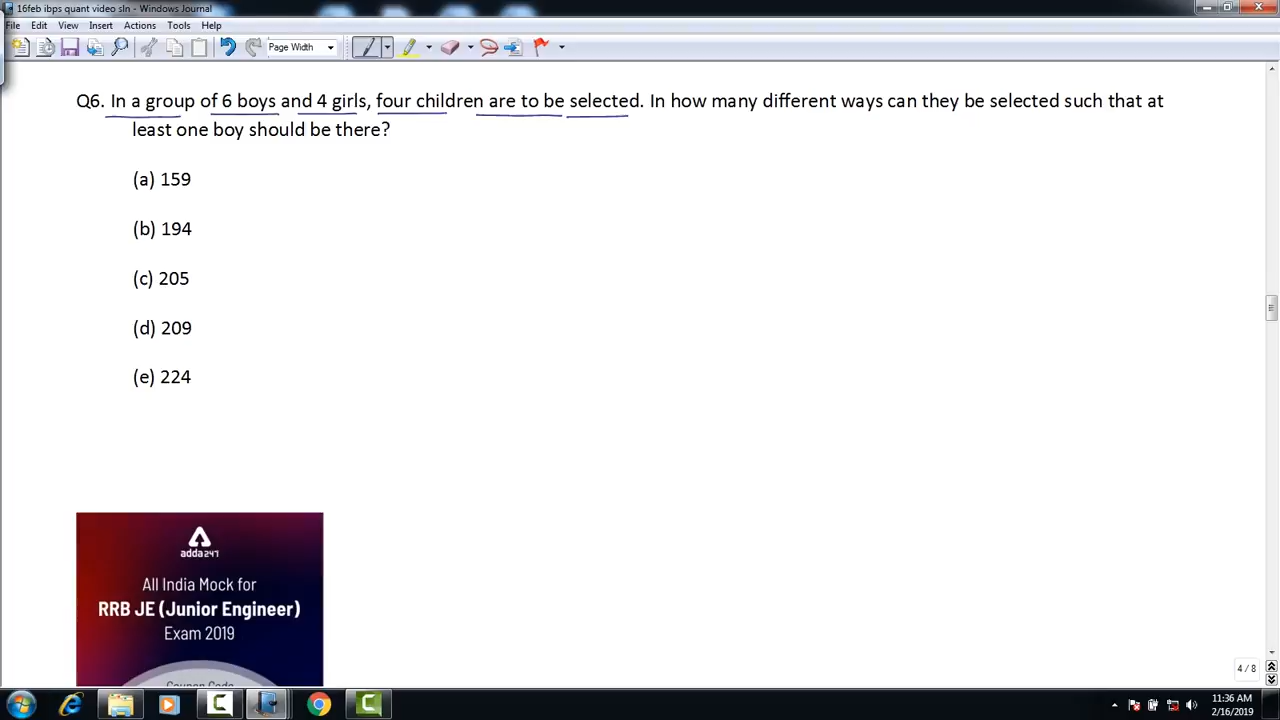 16feb ibps quant video sln - Windows Journal
File Edit View Insert Actions Tools Help
Page Width
Q6. In a group of 6 boys and 4 girls, four children are to be selected. In how many different ways can they be selected such that at
least one boy should be there?
(a) 159
(b) 194
(c) 205
(d) 209
(e) 224
adda247
All India Mock for
RRB JE (Junior Engineer)
Exam 2019
Coupon Code
4 / 8
11:36 AM
2/16/2019